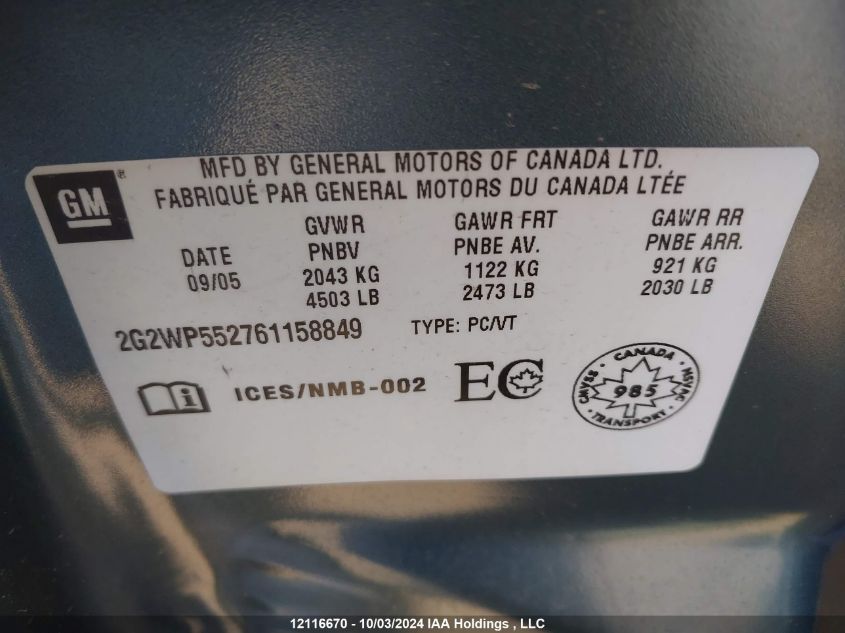 GM®
MFD BY GENERAL MOTORS OF CANADA LTD.
FABRIQUÉ PAR GENERAL MOTORS DU CANADA LTÉE
DATE
09/05
GVWR
PNBV
2043 KG
4503 LB
GAWR FRT
PNBE AV.
1122 KG
2473 LB
GAWR RR
PNBE ARR.
921 KG
2030 LB
2G2WP552761158849 TYPE: PC/VT
i ICES/NMB-002 EC
CANADA
CMVSS 985 NSVAC
TRANSPORT
12116670 - 10/03/2024 IAA Holdings , LLC